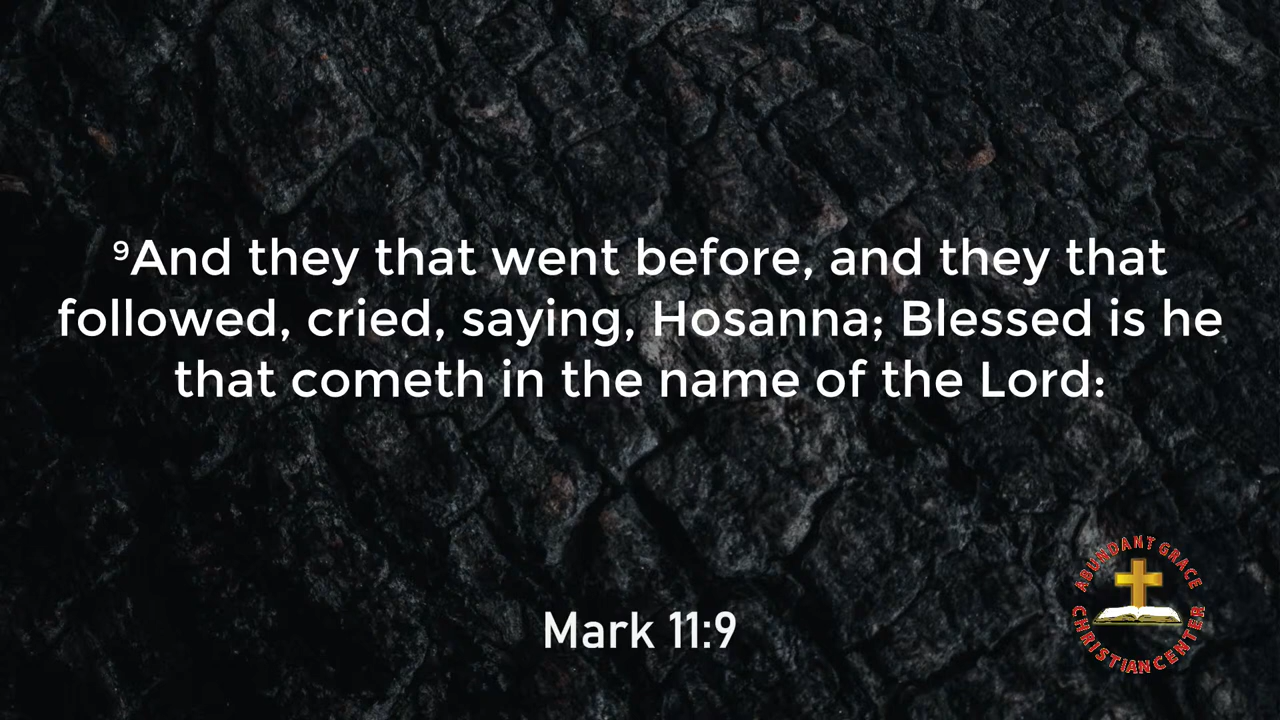 ⁹And they that went before, and they that
followed, cried, saying, Hosanna; Blessed is he
that cometh in the name of the Lord:
Mark 11:9
ABUNDANT GRACE
CHRISTIAN CENTER